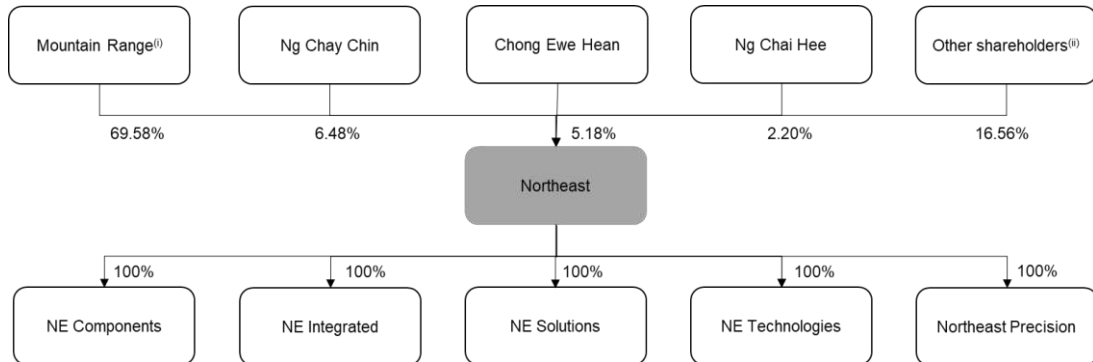 Mountain Range(i)
Ng Chay Chin
Chong Ewe Hean
Ng Chai Hee
Other shareholders(ii)
69.58%
6.48%
5.18%
2.20%
16.56%
Northeast
100%
100%
100%
100%
100%
NE Components
NE Integrated
NE Solutions
NE Technologies
Northeast Precision